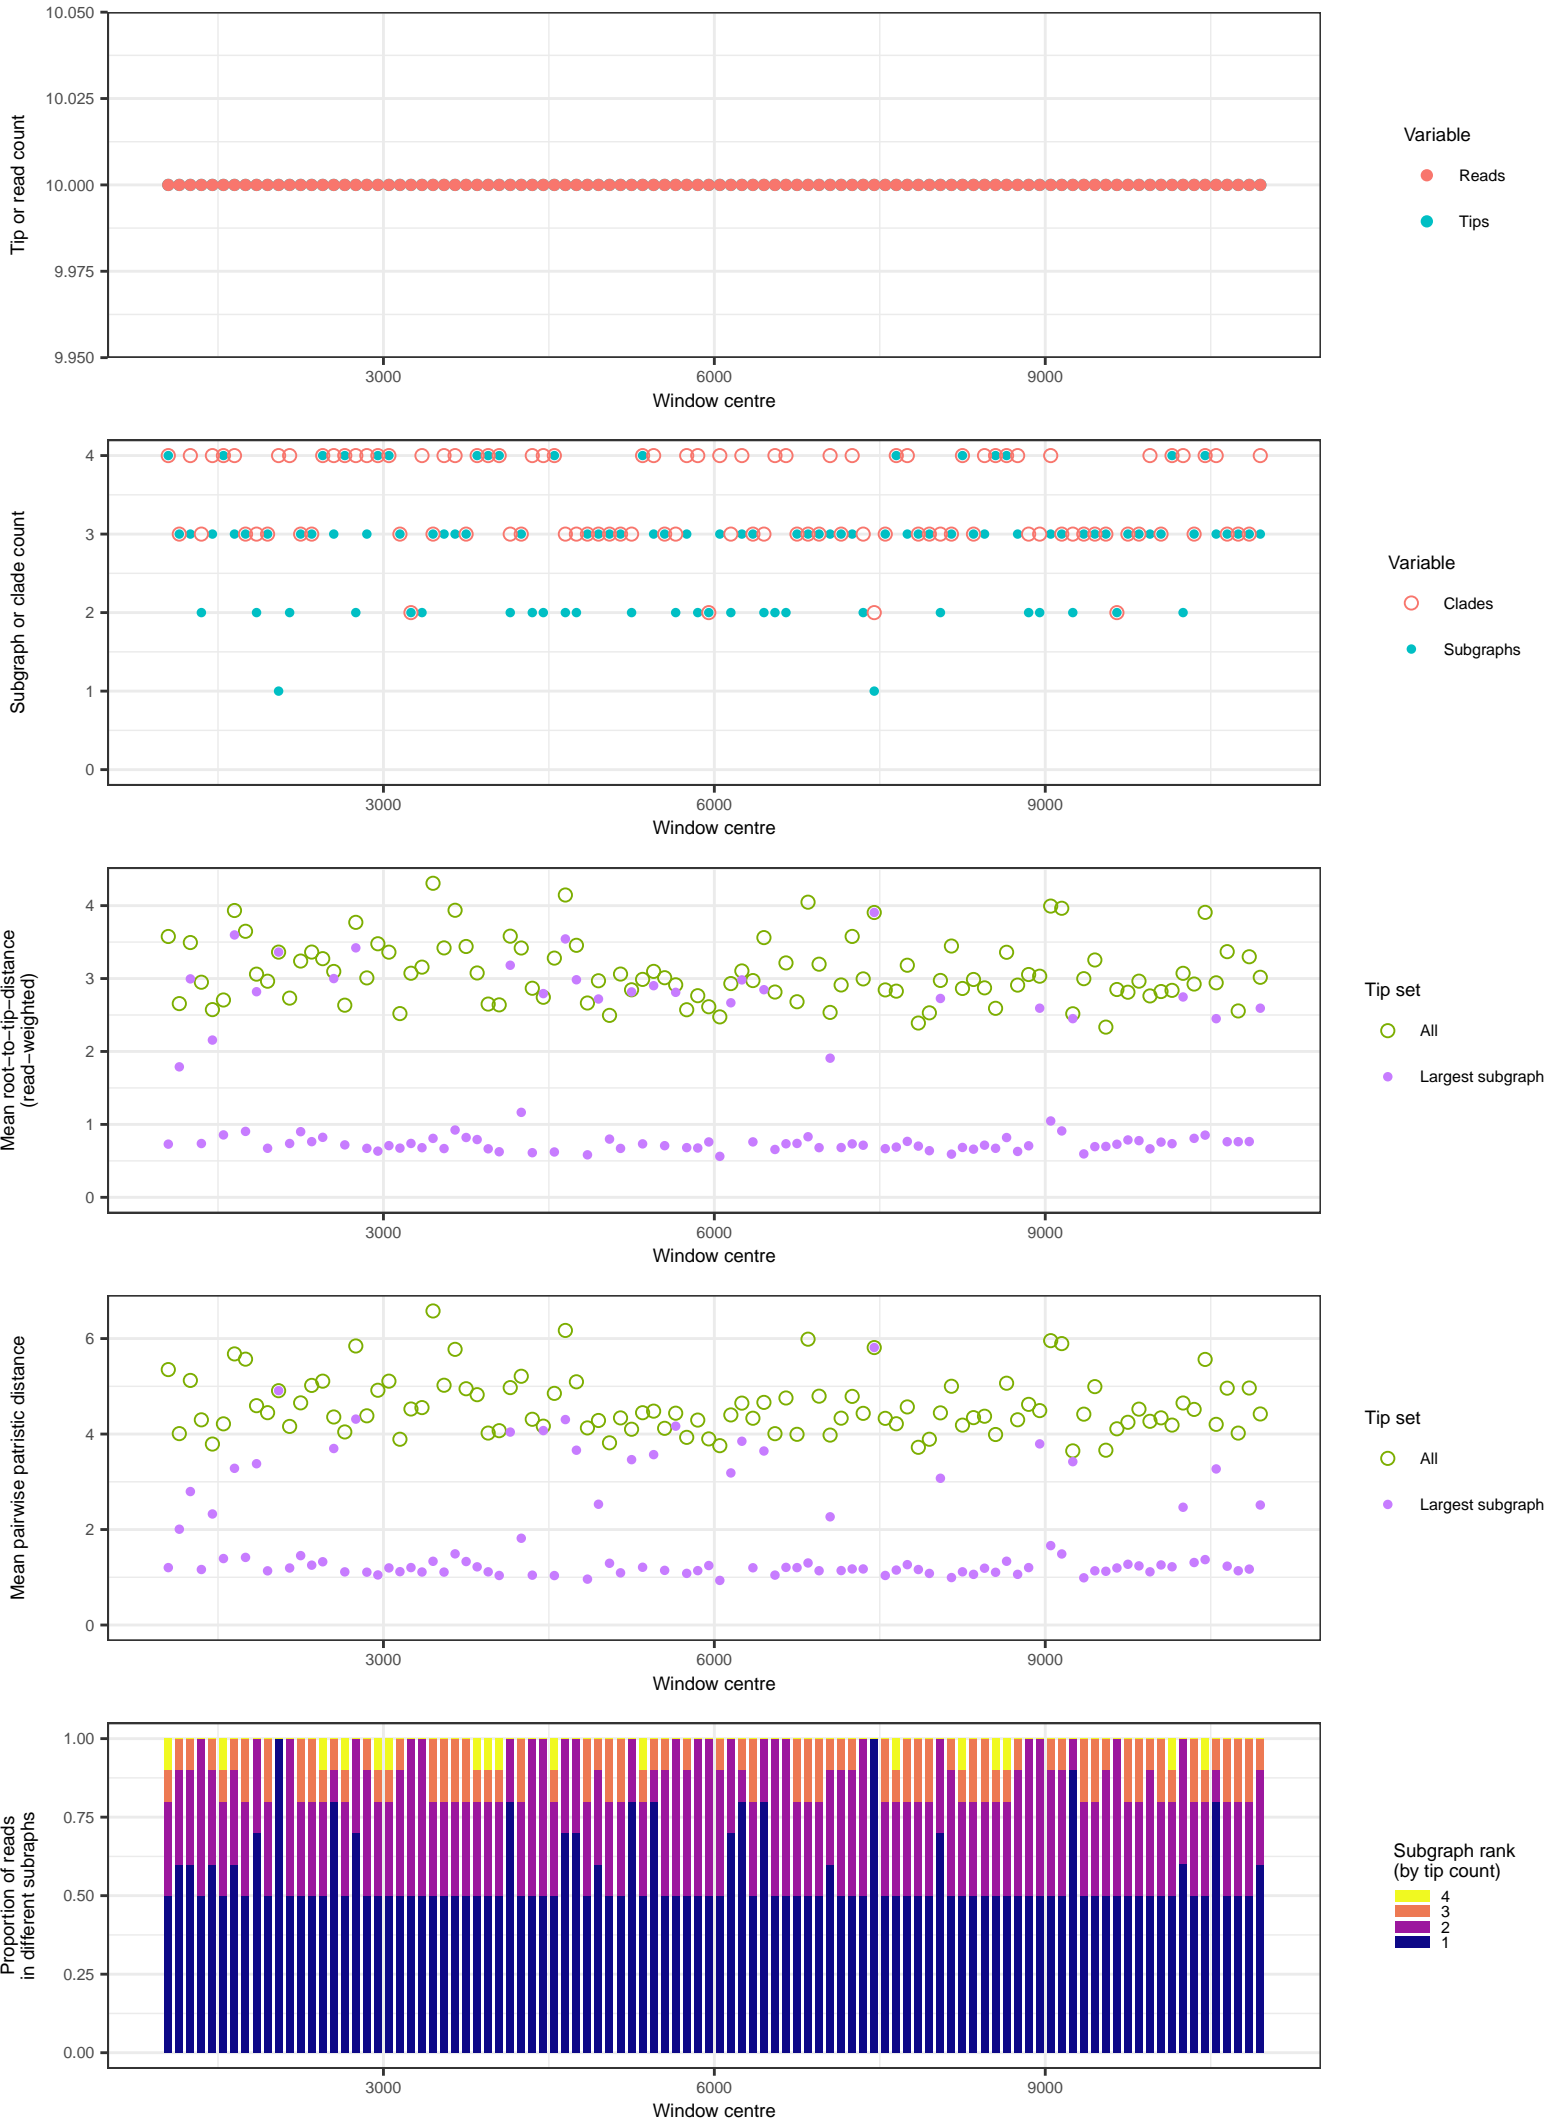 10.050
10.025
10.000
9.975
9.950
Tip or read count
3000
6000
9000
Window centre
Variable
Reads
Tips
4
3
2
1
0
Subgraph or clade count
3000
6000
9000
Window centre
Variable
Clades
Subgraphs
4
3
2
1
0
Mean root−to−tip−distance
(read−weighted)
3000
6000
9000
Window centre
Tip set
All
Largest subgraph
6
4
2
0
Mean pairwise patristic distance
3000
6000
9000
Window centre
Tip set
All
Largest subgraph
1.00
0.75
0.50
0.25
0.00
Proportion of reads
in different subraphs
3000
6000
9000
Window centre
Subgraph rank
(by tip count)
4
3
2
1